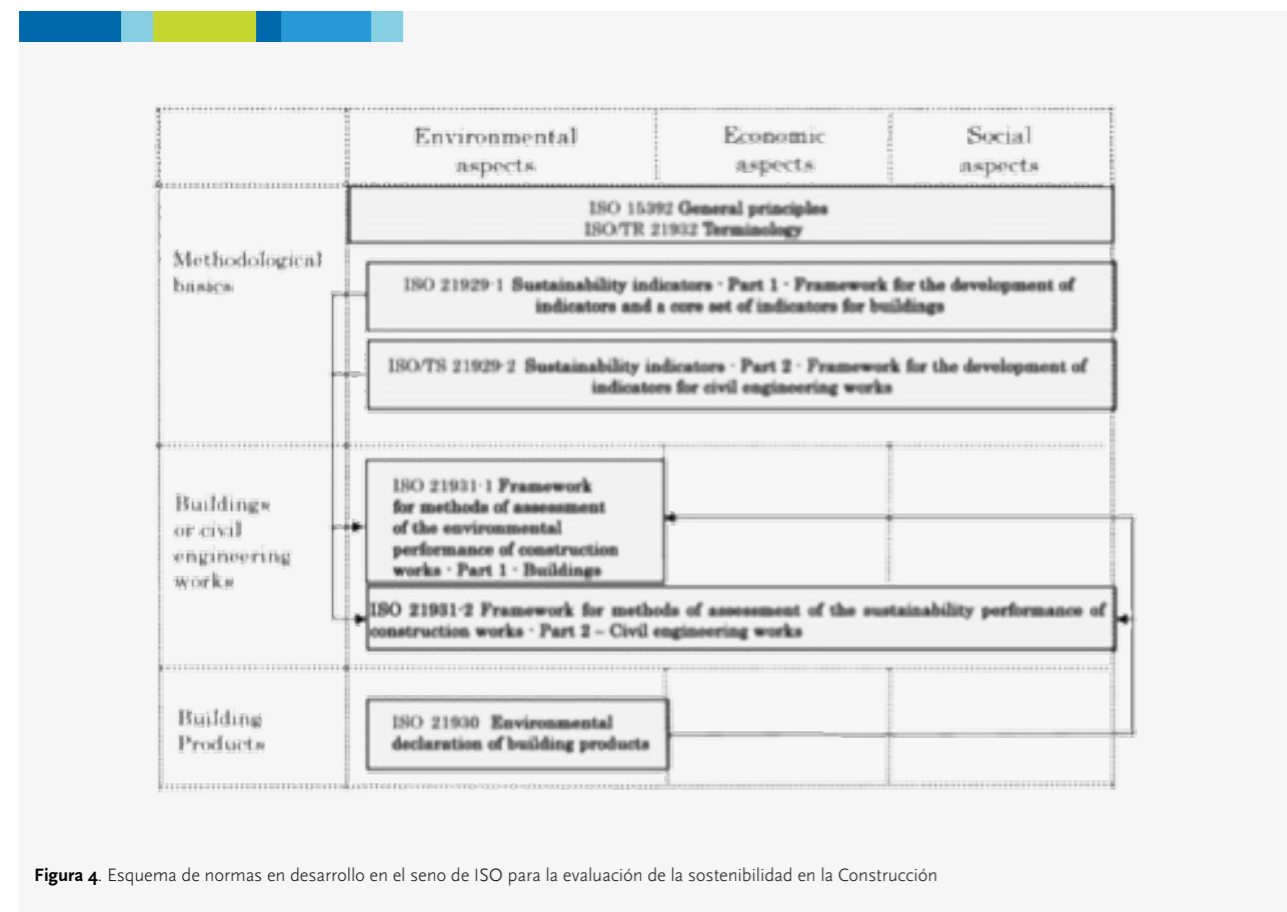 Environmental
aspects
Economic
aspects
Social
aspects
ISO 15392 General principles
ISO/TR 21932 Terminology
Methodological
basics
ISO 21929-1 Sustainability indicators - Part 1 - Framework for the development of
indicators and a core set of indicators for buildings
ISO/TS 21929-2 Sustainability indicators - Part 2 - Framework for the development of
indicators for civil engineering works
Buildings
or civil
engineering
works
ISO 21931-1 Framework
for methods of assessment
of the environmental
performance of construction
works - Part 1 - Buildings
ISO 21931-2 Framework for methods of assessment of the sustainability performance of
construction works - Part 2 – Civil engineering works
Building
Products
ISO 21930 Environmental
declaration of building products
Figura 4. Esquema de normas en desarrollo en el seno de ISO para la evaluación de la sostenibilidad en la Construcción